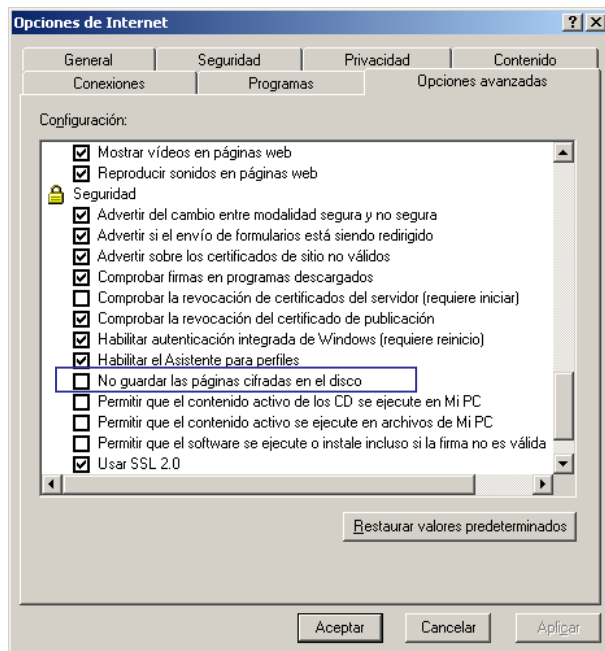 Opciones de Internet
General Seguridad Privacidad Contenido
Conexiones Programas Opciones avanzadas
Configuración:
Mostrar vídeos en páginas web
Reproducir sonidos en páginas web
Seguridad
Advertir del cambio entre modalidad segura y no segura
Advertir si el envío de formularios está siendo redirigido
Advertir sobre los certificados de sitio no válidos
Comprobar firmas en programas descargados
Comprobar la revocación de certificados del servidor (requiere iniciar)
Comprobar la revocación del certificado de publicación
Habilitar autenticación integrada de Windows (requiere reinicio)
Habilitar el Asistente para perfiles
No guardar las páginas cifradas en el disco
Permitir que el contenido activo de los CD se ejecute en Mi PC
Permitir que el contenido activo se ejecute en archivos de Mi PC
Permitir que el software se ejecute o instale incluso si la firma no es válida
Usar SSL 2.0
Restaurar valores predeterminados
Aceptar Cancelar Aplicar